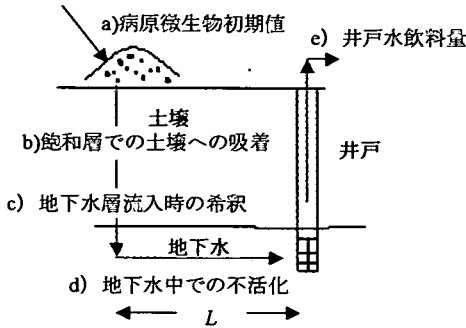 a)病原微生物初期値
e) 井戸水飲料量
土壌
b)飽和層での土壌への吸着
井戸
c) 地下水層流入時の希釈
地下水
d) 地下水中での不活化
L